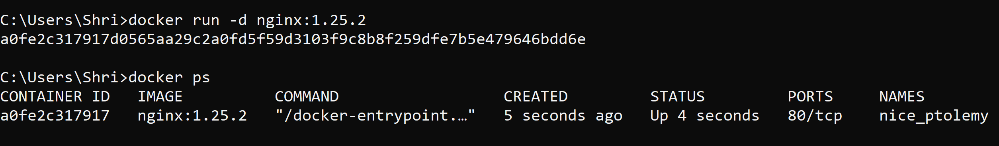 C:\Users\Shri>docker run -d nginx:1.25.2
a0fe2c317917d0565aa29c2a0fd5f59d3103f9c8b8f259dfe7b5e479646bdd6e
C:\Users\Shri>docker ps
CONTAINER ID   IMAGE          COMMAND                  CREATED         STATUS         PORTS     NAMES
a0fe2c317917   nginx:1.25.2   "/docker-entrypoint.…"   5 seconds ago   Up 4 seconds   80/tcp    nice_ptolemy